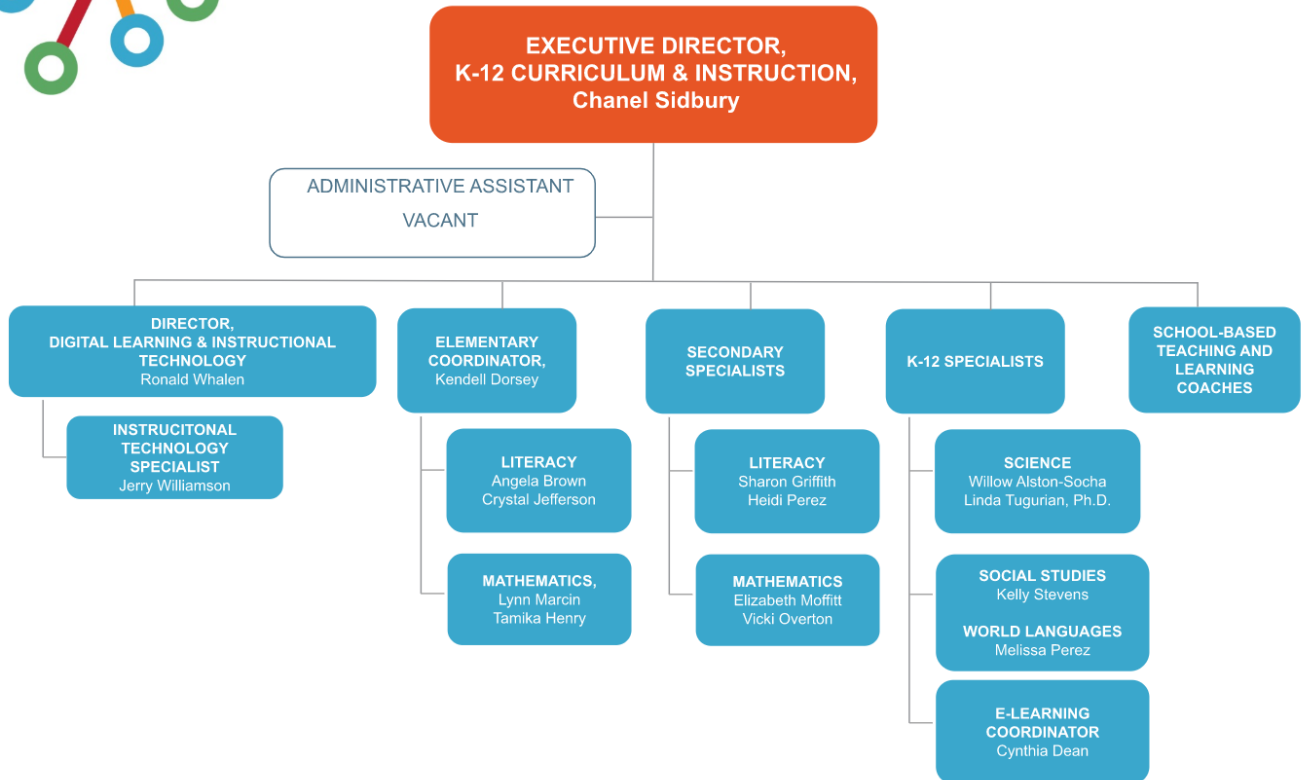 EXECUTIVE DIRECTOR,
K-12 CURRICULUM & INSTRUCTION,
Chanel Sidbury
ADMINISTRATIVE ASSISTANT
VACANT
DIRECTOR,
DIGITAL LEARNING & INSTRUCTIONAL
TECHNOLOGY
Ronald Whalen
INSTRUCITONAL
TECHNOLOGY
SPECIALIST
Jerry Williamson
ELEMENTARY
COORDINATOR,
Kendell Dorsey
LITERACY
Angela Brown
Crystal Jefferson
MATHEMATICS,
Lynn Marcin
Tamika Henry
SECONDARY
SPECIALISTS
LITERACY
Sharon Griffith
Heidi Perez
MATHEMATICS
Elizabeth Moffitt
Vicki Overton
K-12 SPECIALISTS
SCIENCE
Willow Alston-Socha
Linda Tugurian, Ph.D.
SOCIAL STUDIES
Kelly Stevens
WORLD LANGUAGES
Melissa Perez
E-LEARNING
COORDINATOR
Cynthia Dean
SCHOOL-BASED
TEACHING AND
LEARNING
COACHES